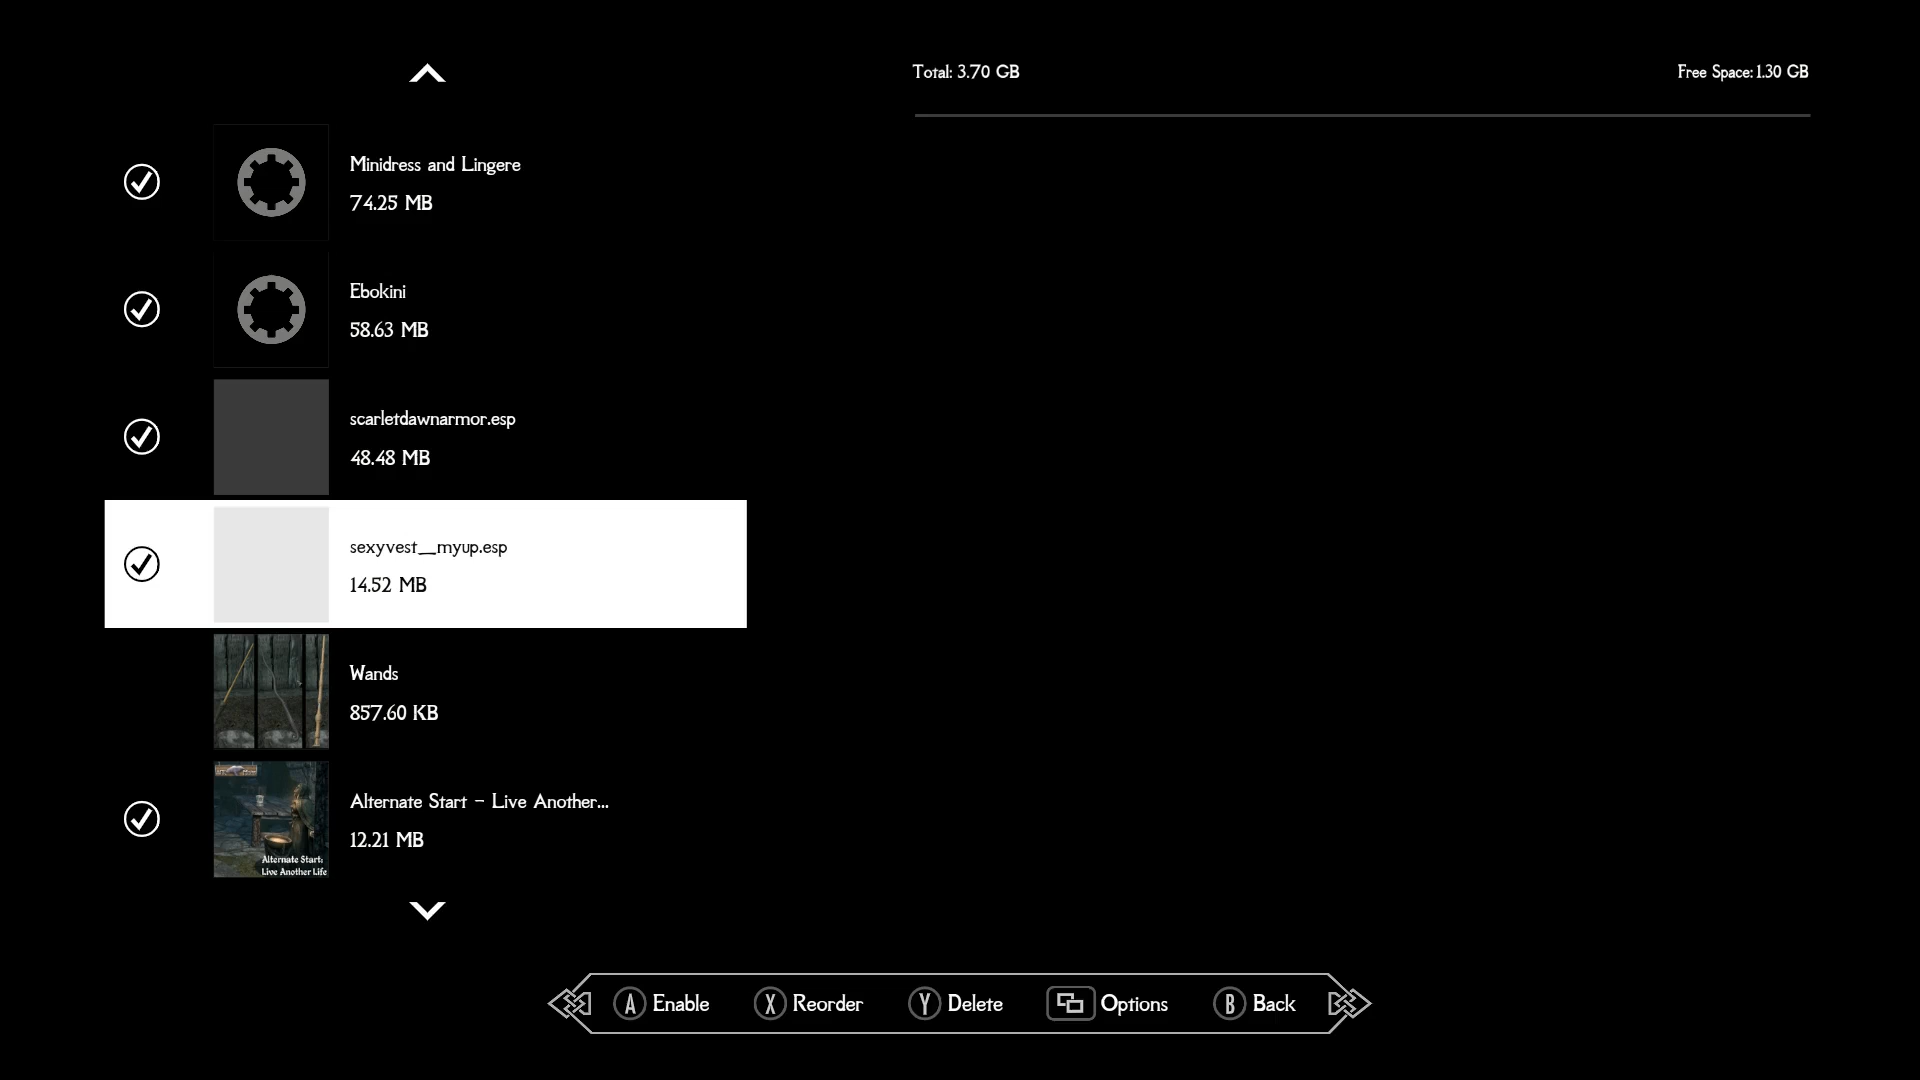 Total: 3.70 GB
Free Space: 1.30 GB
Minidress and Lingere
74.25 MB
Ebokini
58.63 MB
scarletdawnarmor.esp
48.48 MB
sexyvest__myup.esp
14.52 MB
Wands
857.60 KB
Alternate Start - Live Another...
12.21 MB
Alternate Start:
Live Another Life
A Enable
X Reorder
Y Delete
Options
B Back